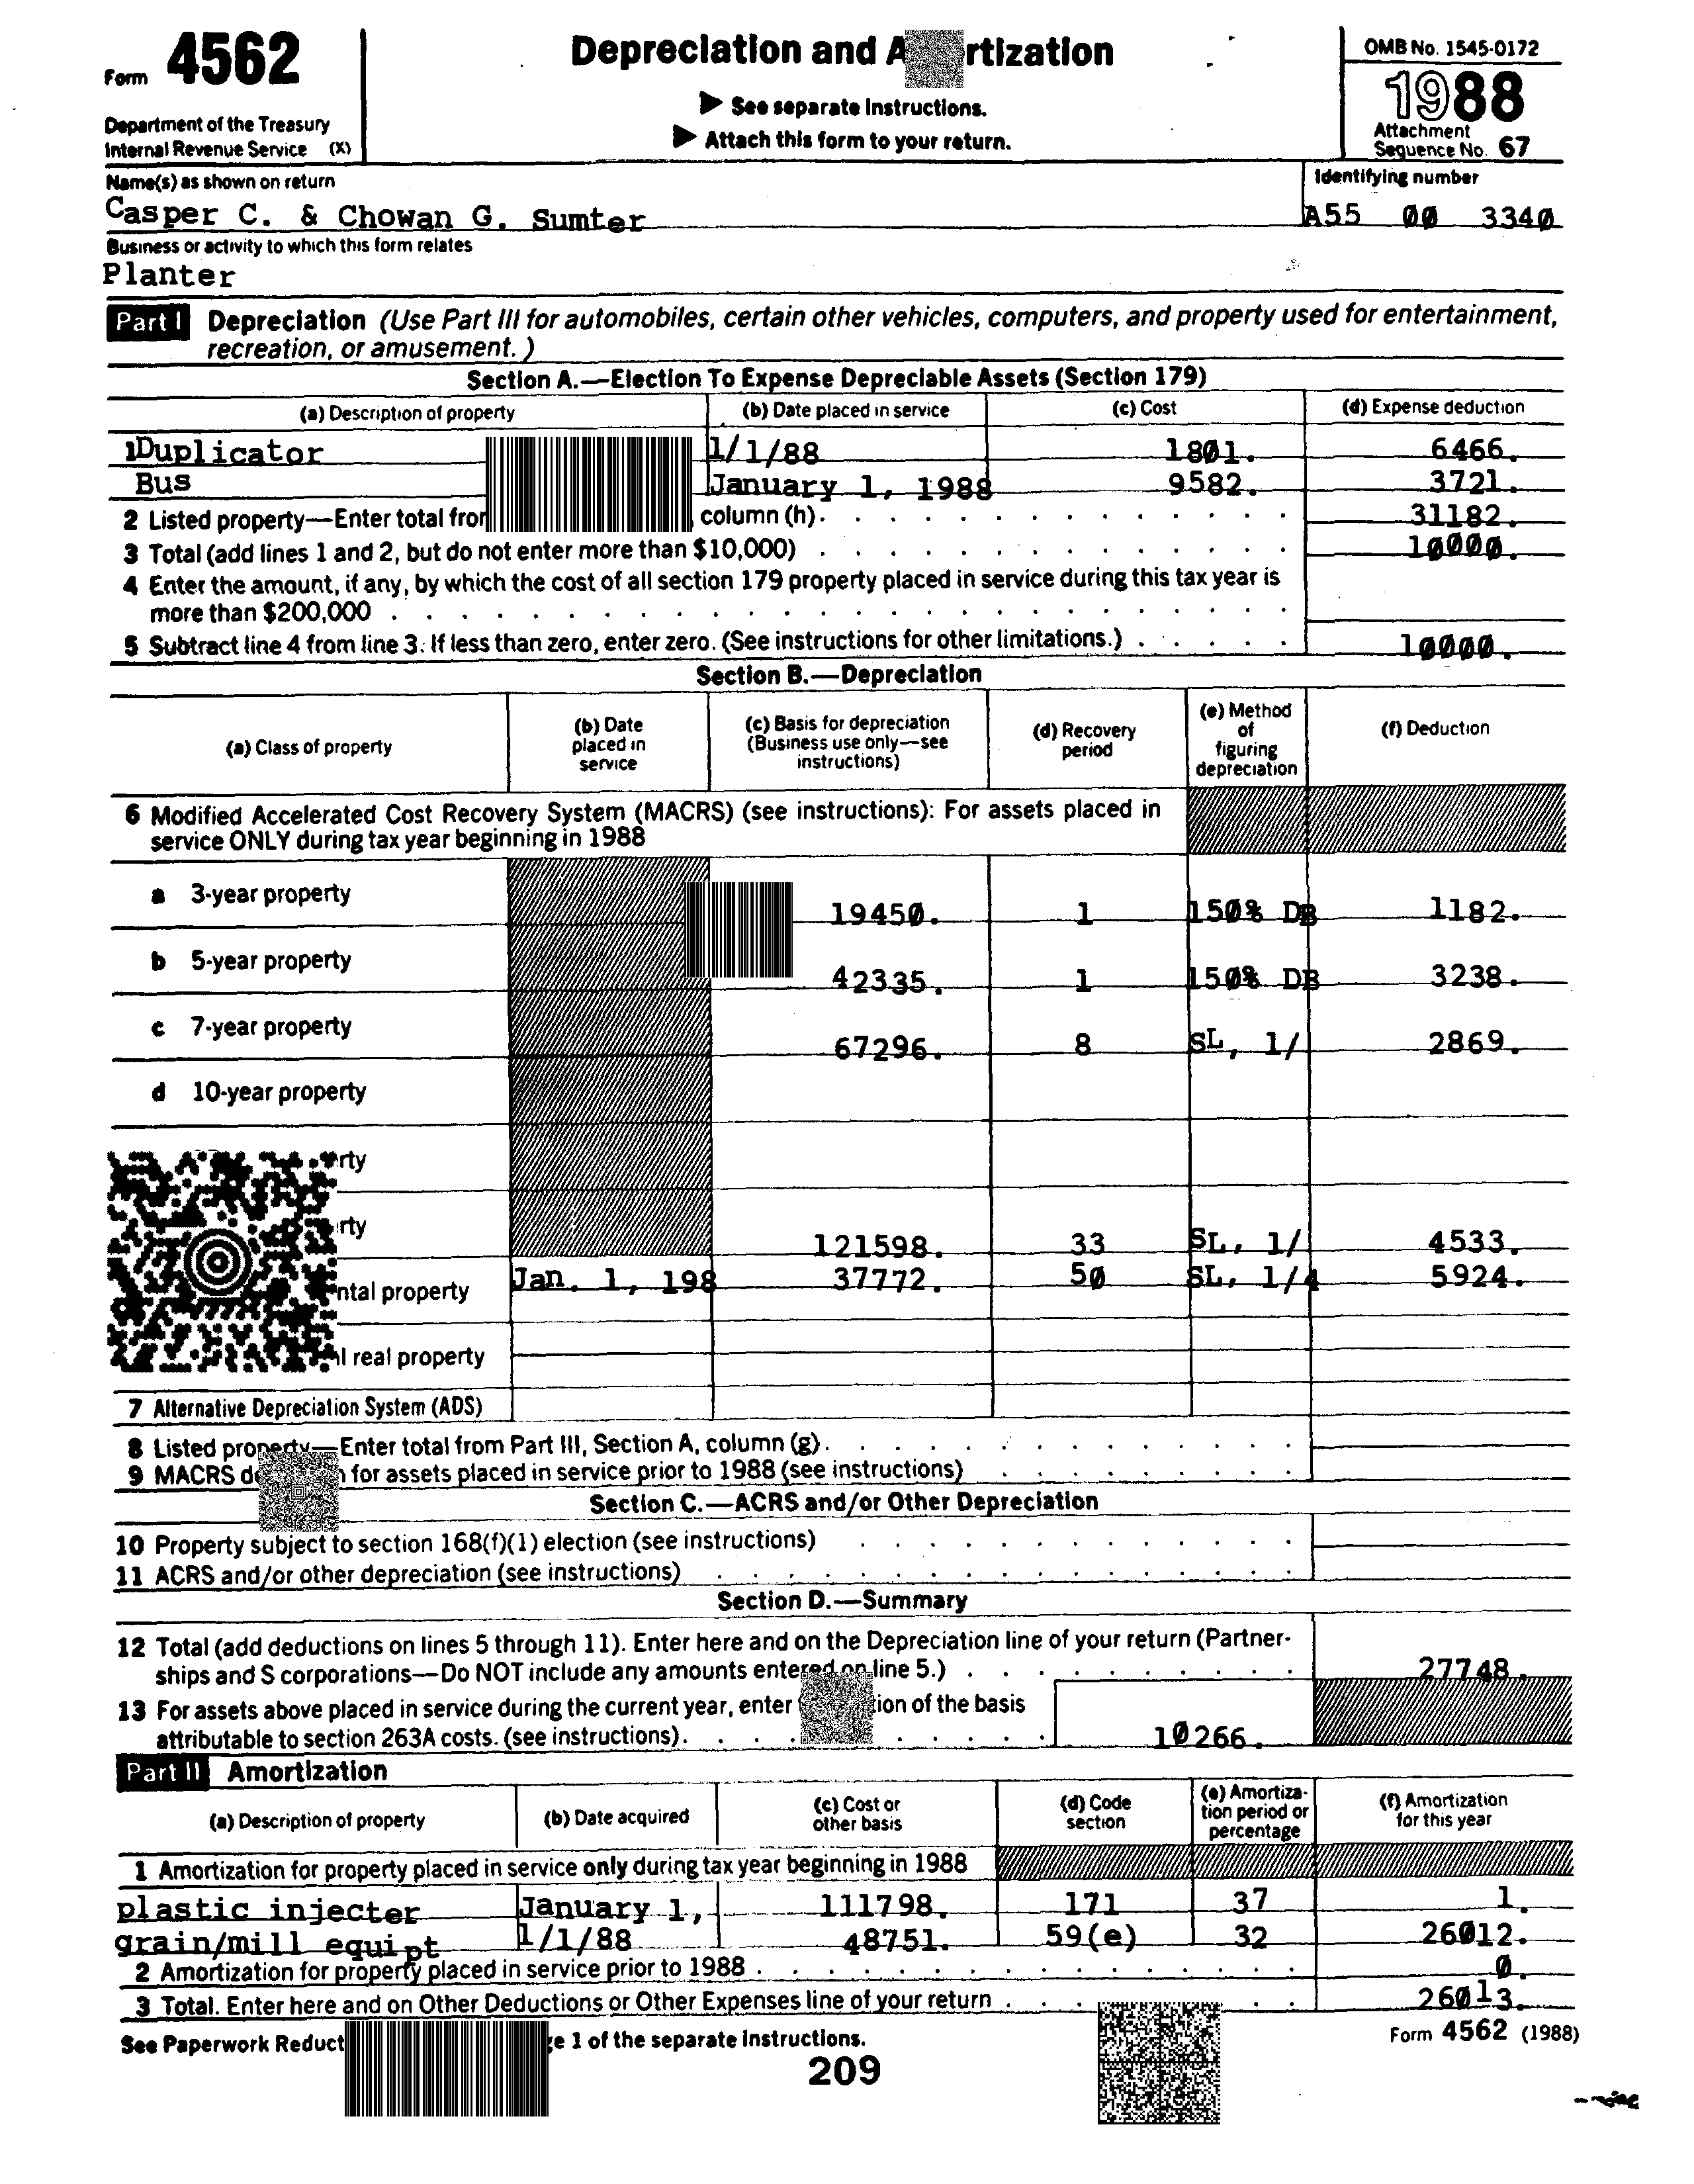 Form 4562
Department of the Treasury
Internal Revenue Service (X)
Depreciation and
▶ See separate Instructions.
▶ Attach this form to your return.
OMB No. 1545-0172
1988
Attachment
Sequence No. 67
Name(s) as shown on return
Identifying number
Casper C. & Chowan G. Sumter
A55 00 3340
Business or activity to which this form relates
Planter
Part I Depreciation (Use Part III for automobiles, certain other vehicles, computers, and property used for entertainment,
recreation, or amusement. )
Section A.—Election To Expense Depreciable Assets (Section 179)
(a) Description of property (b) Date placed in service (c) Cost (d) Expense deduction
1 Duplicator 1/1/88 1801. 6466.
Bus January 1, 1988 9582. 3721.
2 Listed property—Enter total column (h). 31182.
3 Total (add lines 1 and 2, but do not enter more than $10,000) 10000.
4 Enter the amount, if any, by which the cost of all section 179 property placed in service during this tax year is
more than $200,000
5 Subtract line 4 from line 3. If less than zero, enter zero. (See instructions for other limitations.) 10000.
Section B.—Depreciation
(a) Class of property
(b) Date placed in service
(c) Basis for depreciation (Business use only—see instructions)
(d) Recovery period
(e) Method of figuring depreciation
(f) Deduction
6 Modified Accelerated Cost Recovery System (MACRS) (see instructions): For assets placed in
service ONLY during tax year beginning in 1988
a 3-year property 19450. 1 150% DB 1182.
b 5-year property 42335. 1 150% DB 3238.
c 7-year property 67296. 8 SL, 1/ 2869.
d 10-year property
121598. 33 SL, 1/ 4533.
property Jan. 1, 198 37772. 50 SL, 1/4 5924.
real property
7 Alternative Depreciation System (ADS)
8 Listed property—Enter total from Part III, Section A, column (g).
9 MACRS for assets placed in service prior to 1988 (see instructions)
Section C.—ACRS and/or Other Depreciation
10 Property subject to section 168(f)(1) election (see instructions)
11 ACRS and/or other depreciation (see instructions)
Section D.—Summary
12 Total (add deductions on lines 5 through 11). Enter here and on the Depreciation line of your return (Partner-
ships and S corporations—Do NOT include any amounts entered on line 5.) 27748.
13 For assets above placed in service during the current year, enter of the basis
attributable to section 263A costs. (see instructions). 10266.
Part II Amortization
(a) Description of property
(b) Date acquired
(c) Cost or other basis
(d) Code section
(e) Amortiza-
tion period or
percentage
(f) Amortization for this year
1 Amortization for property placed in service only during tax year beginning in 1988
plastic injecter January 1, 111798. 171 37 1.
grain/mill equipt 1/1/88 48751. 59(e) 32 26012.
2 Amortization for property placed in service prior to 1988 0.
3 Total. Enter here and on Other Deductions or Other Expenses line of your return 26013.
See Paperwork 1 of the separate Instructions.
Form 4562 (1988)
209